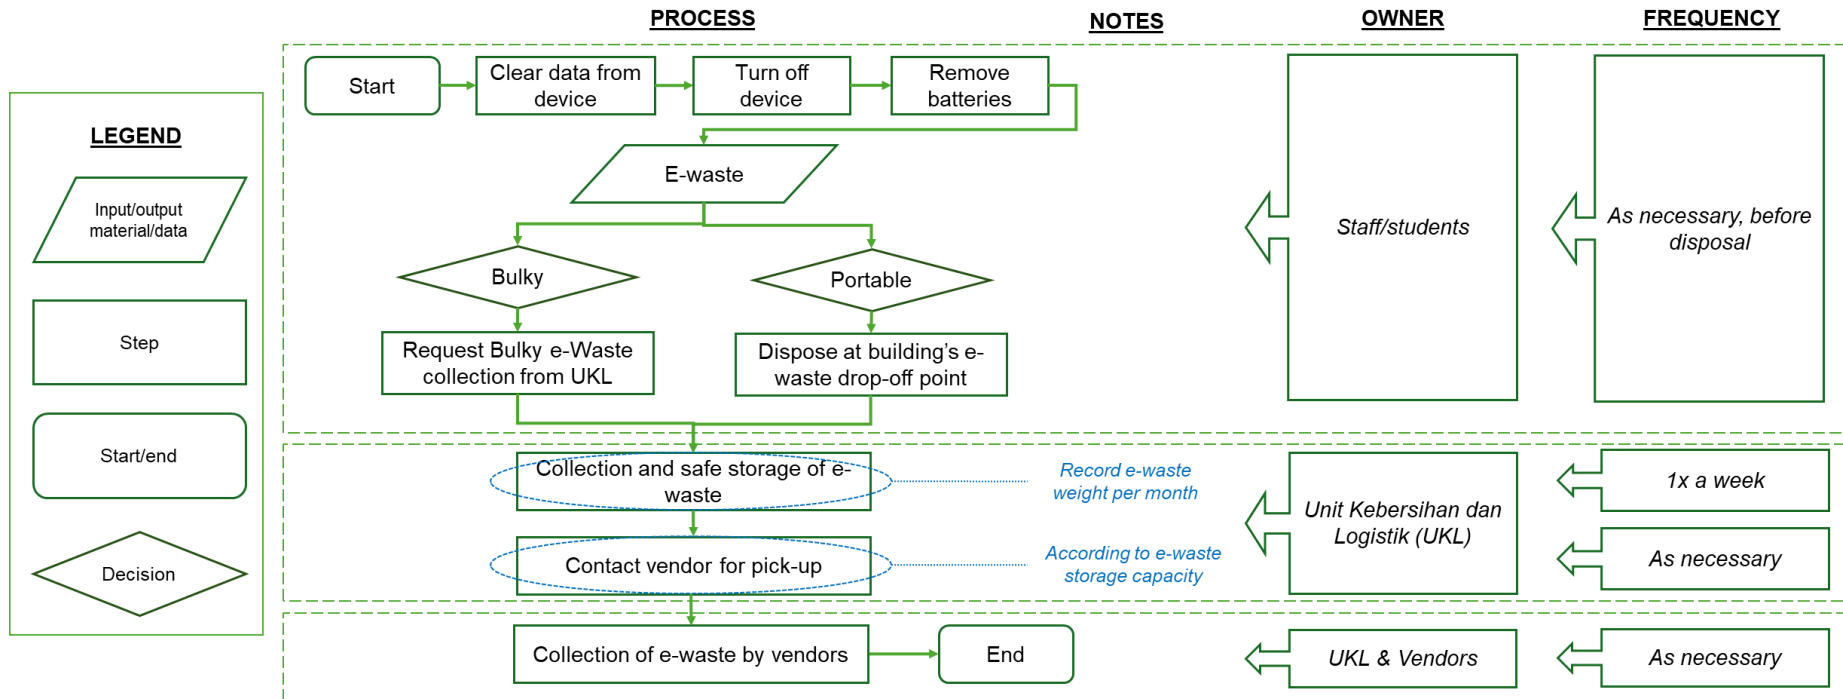 PROCESS
NOTES
OWNER
FREQUENCY
LEGEND
Input/output
material/data
Step
Start/end
Decision
Start
Clear data from
device
Turn off
device
Remove
batteries
E-waste
Bulky
Portable
Request Bulky e-Waste
collection from UKL
Dispose at building's e-
waste drop-off point
Staff/students
As necessary, before
disposal
Collection and safe storage of e-
waste
Record e-waste
weight per month
Contact vendor for pick-up
According to e-waste
storage capacity
Unit Kebersihan dan
Logistik (UKL)
1x a week
As necessary
Collection of e-waste by vendors
End
UKL & Vendors
As necessary